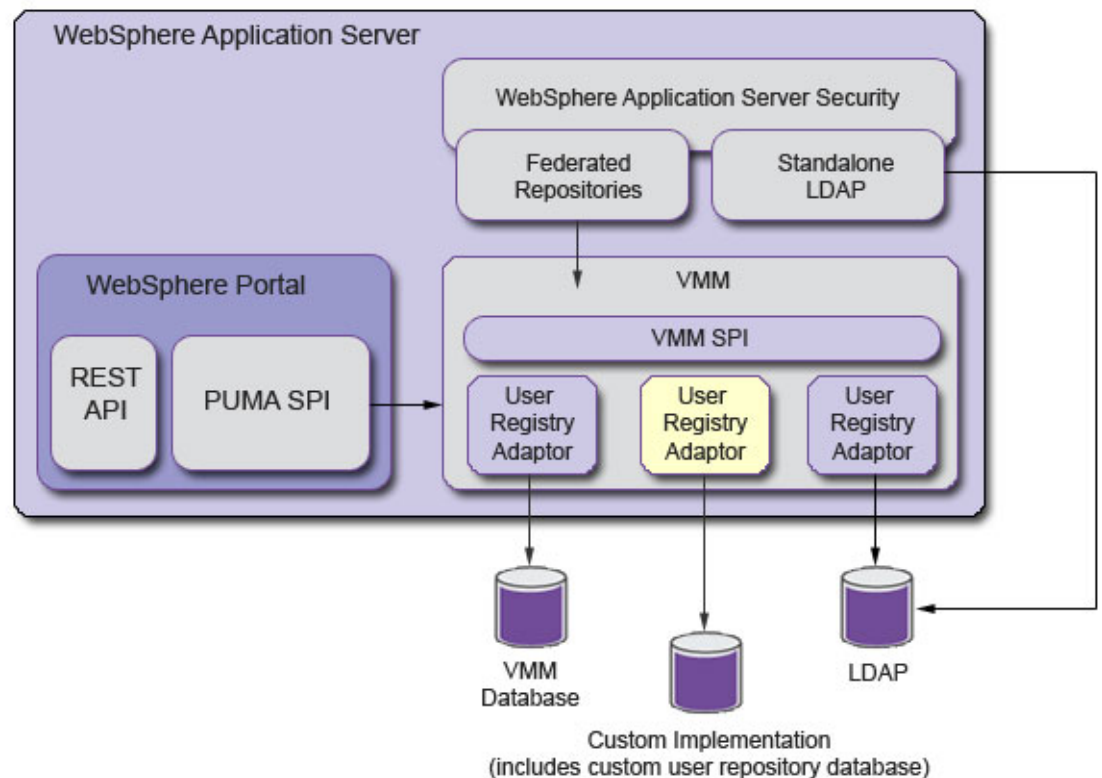 WebSphere Application Server
WebSphere Application Server Security
Federated
Repositories
Standalone
LDAP
WebSphere Portal
REST
API
PUMA SPI
VMM
VMM SPI
User
Registry
Adaptor
User
Registry
Adaptor
User
Registry
Adaptor
VMM
Database
LDAP
Custom Implementation
(includes custom user repository database)